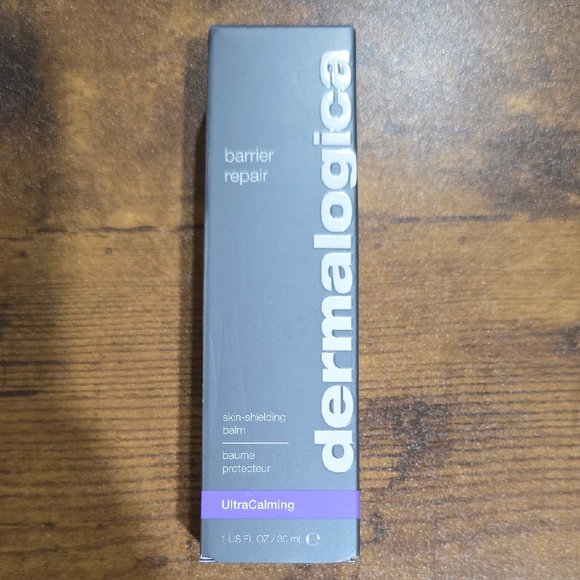 barrier
repair
dermalogica
skin-shielding
balm
baume
protecteur
UltraCalming
1 US FL OZ / 30 mL ℮